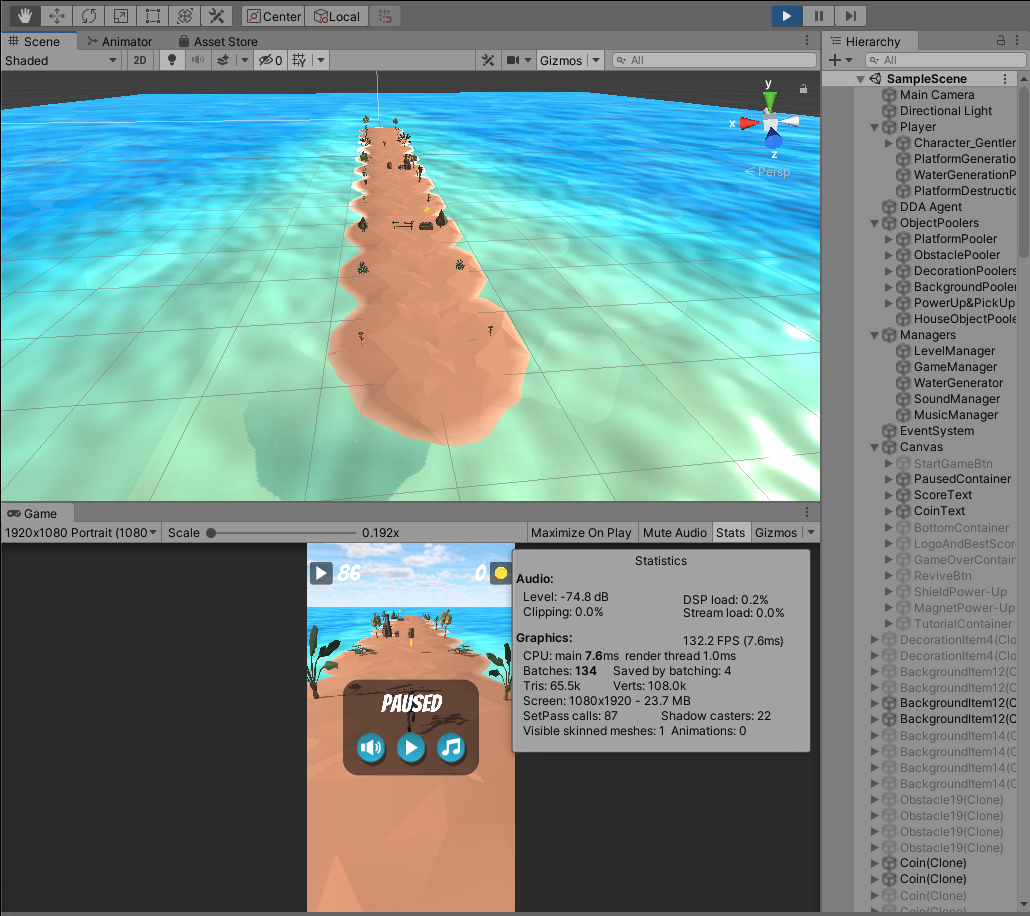 Center
Local
Scene
Animator
Asset Store
Shaded
2D
0
Gizmos
All
y
x
z
Persp
Hierarchy
All
SampleScene
Main Camera
Directional Light
Player
Character_Gentler
PlatformGeneratio
WaterGenerationP
PlatformDestructio
DDA Agent
ObjectPoolers
PlatformPooler
ObstaclePooler
DecorationPoolers
BackgroundPooler
PowerUp&PickUp
HouseObjectPoole
Managers
LevelManager
GameManager
WaterGenerator
SoundManager
MusicManager
EventSystem
Canvas
StartGameBtn
PausedContainer
ScoreText
CoinText
BottomContainer
LogoAndBestScor
GameOverContain
ReviveBtn
ShieldPower-Up
MagnetPower-Up
TutorialContainer
DecorationItem4(Clo
DecorationItem4(Clo
BackgroundItem12(C
BackgroundItem12(C
BackgroundItem12(C
BackgroundItem12(C
BackgroundItem14(C
BackgroundItem14(C
BackgroundItem14(C
BackgroundItem14(C
Obstacle19(Clone)
Obstacle19(Clone)
Obstacle19(Clone)
Obstacle19(Clone)
Coin(Clone)
Coin(Clone)
Coin(Clone)
Coin(Clone)
Game
1920x1080 Portrait (1080
Scale
0.192x
Maximize On Play
Mute Audio
Stats
Gizmos
86
0
PAUSED
Statistics
Audio:
Level: -74.8 dB
DSP load: 0.2%
Clipping: 0.0%
Stream load: 0.0%
Graphics:
132.2 FPS (7.6ms)
CPU: main 7.6ms render thread 1.0ms
Batches: 134
Saved by batching: 4
Tris: 65.5k
Verts: 108.0k
Screen: 1080x1920 - 23.7 MB
SetPass calls: 87
Shadow casters: 22
Visible skinned meshes: 1 Animations: 0